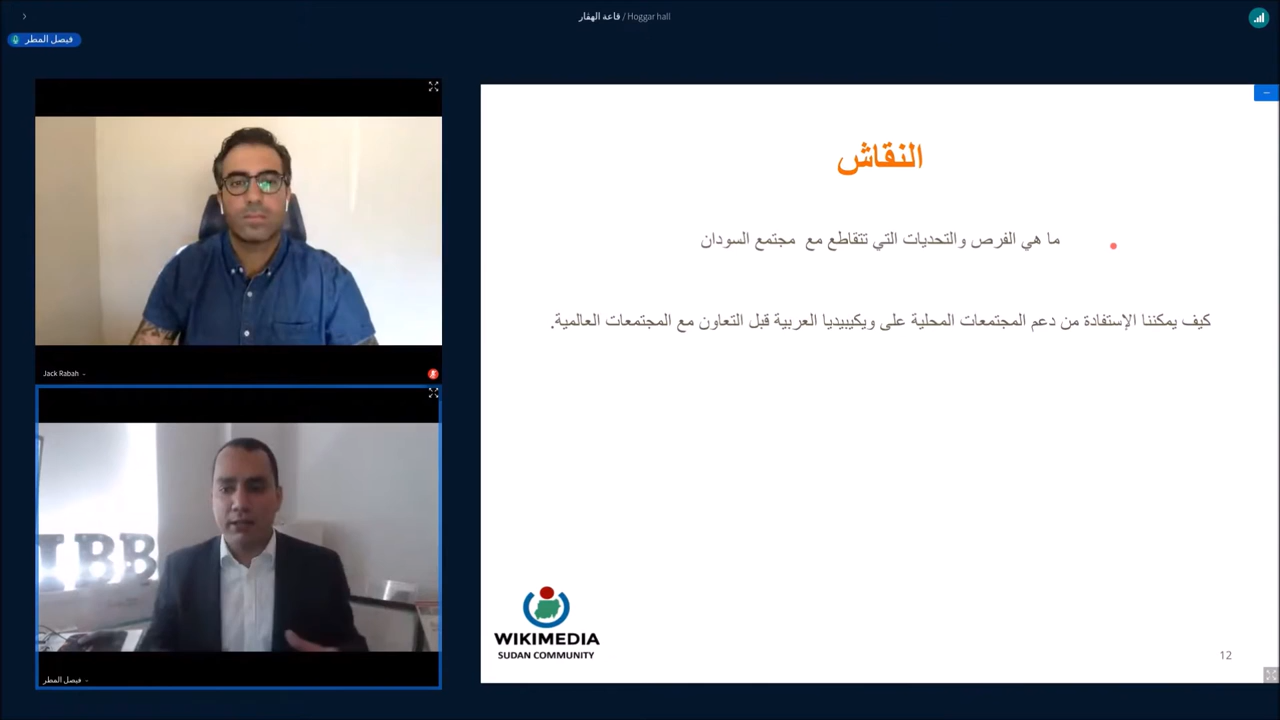 قاعة الهڨار / Hoggar hall
فيصل المطر
Jack Rabah
IBB
فيصل المطر
النقاش
ما هي الفرص والتحديات التي تتقاطع مع مجتمع السودان
كيف يمكننا الإستفادة من دعم المجتمعات المحلية على ويكيبيديا العربية قبل التعاون مع المجتمعات العالمية.
WIKIMEDIA
SUDAN COMMUNITY
12